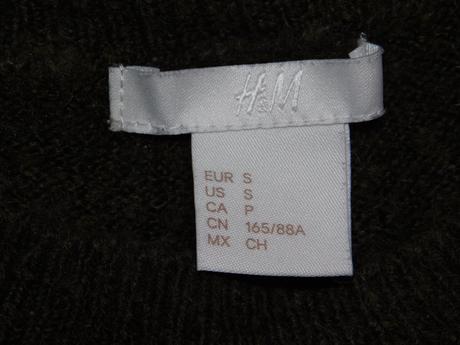 H&M
EUR S
US S
CA P
CN 165/88A
MX CH